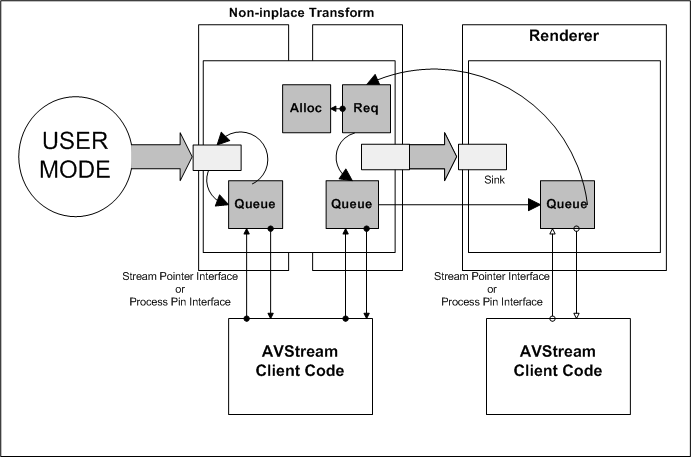 Non-inplace Transform
Renderer
USER
MODE
Alloc
Req
Sink
Queue
Queue
Queue
Stream Pointer Interface
or
Process Pin Interface
Stream Pointer Interface
or
Process Pin Interface
AVStream
Client Code
AVStream
Client Code